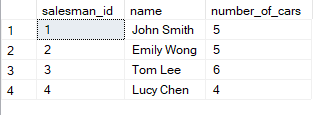 salesman_id name number_of_cars
1 1 John Smith 5
2 2 Emily Wong 5
3 3 Tom Lee 6
4 4 Lucy Chen 4